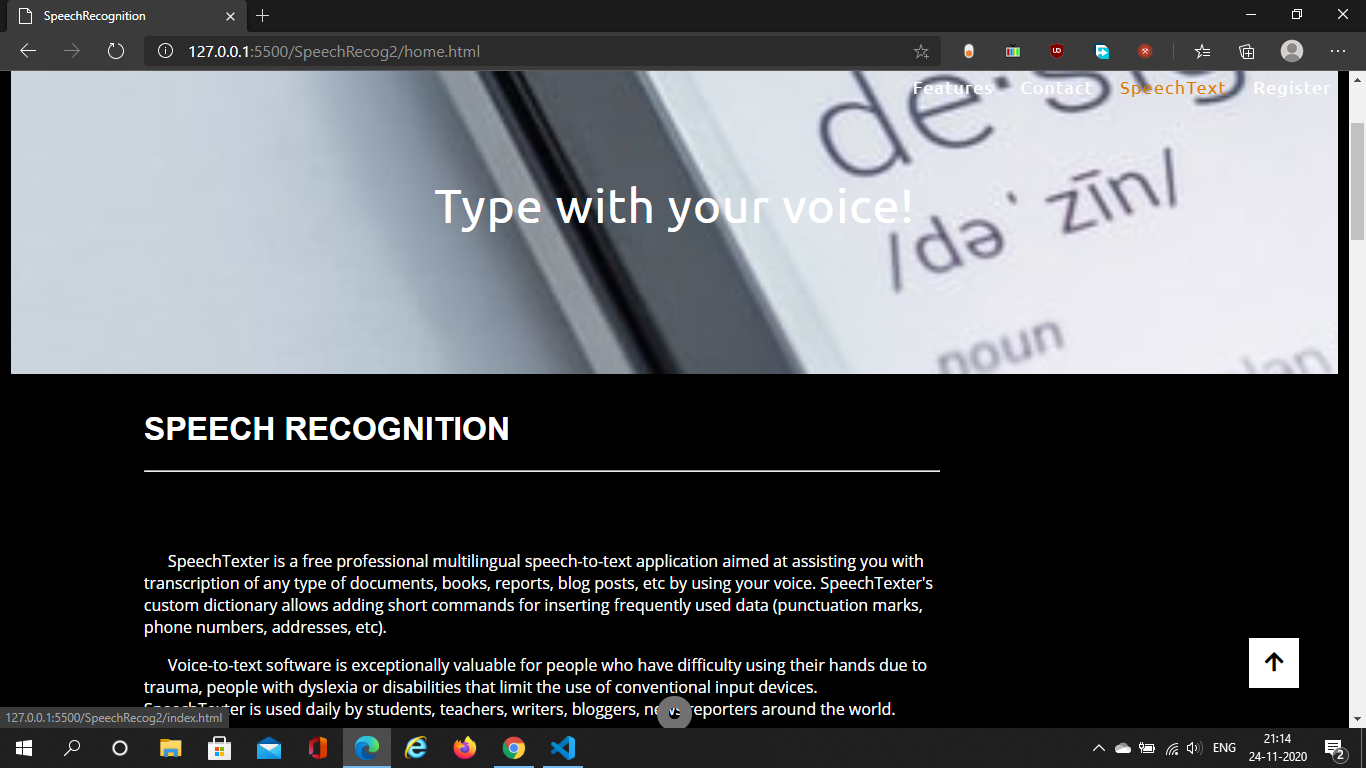 SpeechRecognition
127.0.0.1:5500/SpeechRecog2/home.html
Features Contact SpeechText Register
Type with your voice!
/dəˈzīn/
noun
SPEECH RECOGNITION
SpeechTexter is a free professional multilingual speech-to-text application aimed at assisting you with
transcription of any type of documents, books, reports, blog posts, etc by using your voice. SpeechTexter's
custom dictionary allows adding short commands for inserting frequently used data (punctuation marks,
phone numbers, addresses, etc).
Voice-to-text software is exceptionally valuable for people who have difficulty using their hands due to
trauma, people with dyslexia or disabilities that limit the use of conventional input devices.
SpeechTexter is used daily by students, teachers, writers, bloggers, news reporters around the world.
127.0.0.1:5500/SpeechRecog2/index.html
ENG
21:14
24-11-2020
2